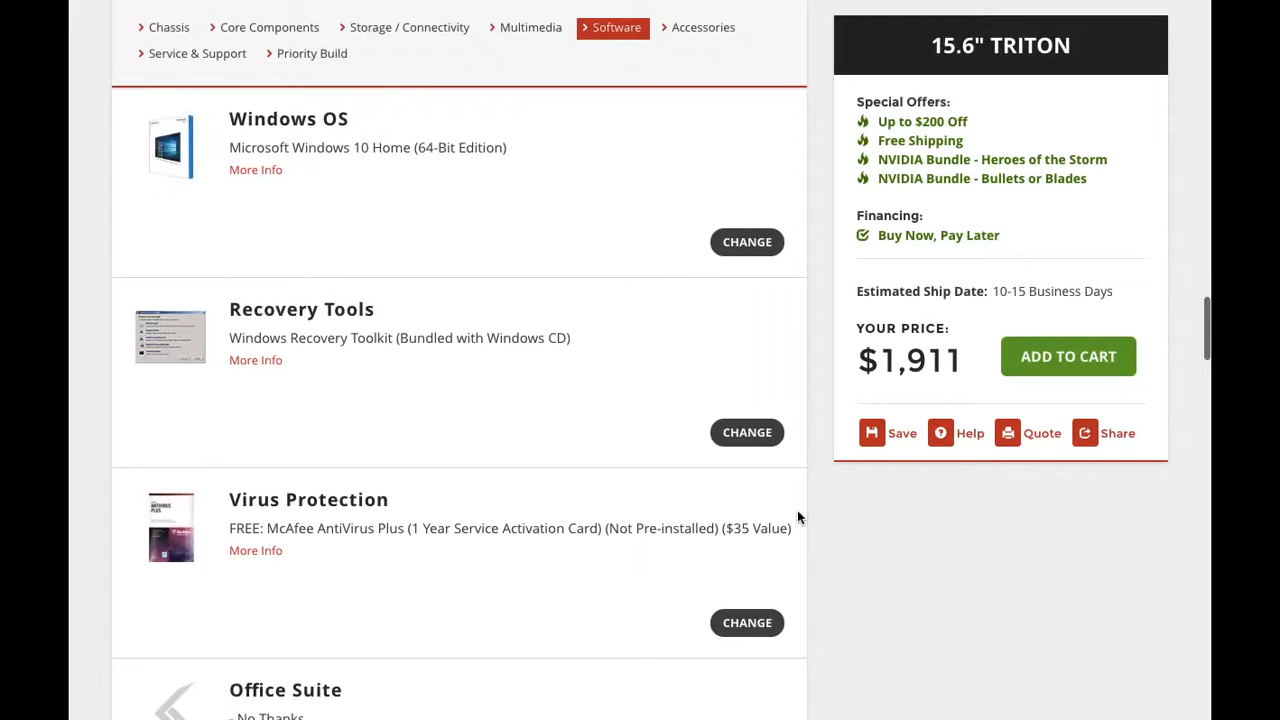 Chassis
Core Components
Storage / Connectivity
Multimedia
Software
Accessories
Service & Support
Priority Build
Windows OS
Microsoft Windows 10 Home (64-Bit Edition)
More Info
CHANGE
Recovery Tools
Windows Recovery Toolkit (Bundled with Windows CD)
More Info
CHANGE
Virus Protection
FREE: McAfee AntiVirus Plus (1 Year Service Activation Card) (Not Pre-installed) ($35 Value)
More Info
CHANGE
Office Suite
- No Thanks
15.6" TRITON
Special Offers:
Up to $200 Off
Free Shipping
NVIDIA Bundle - Heroes of the Storm
NVIDIA Bundle - Bullets or Blades
Financing:
Buy Now, Pay Later
Estimated Ship Date: 10-15 Business Days
YOUR PRICE:
$1,911
ADD TO CART
Save
Help
Quote
Share